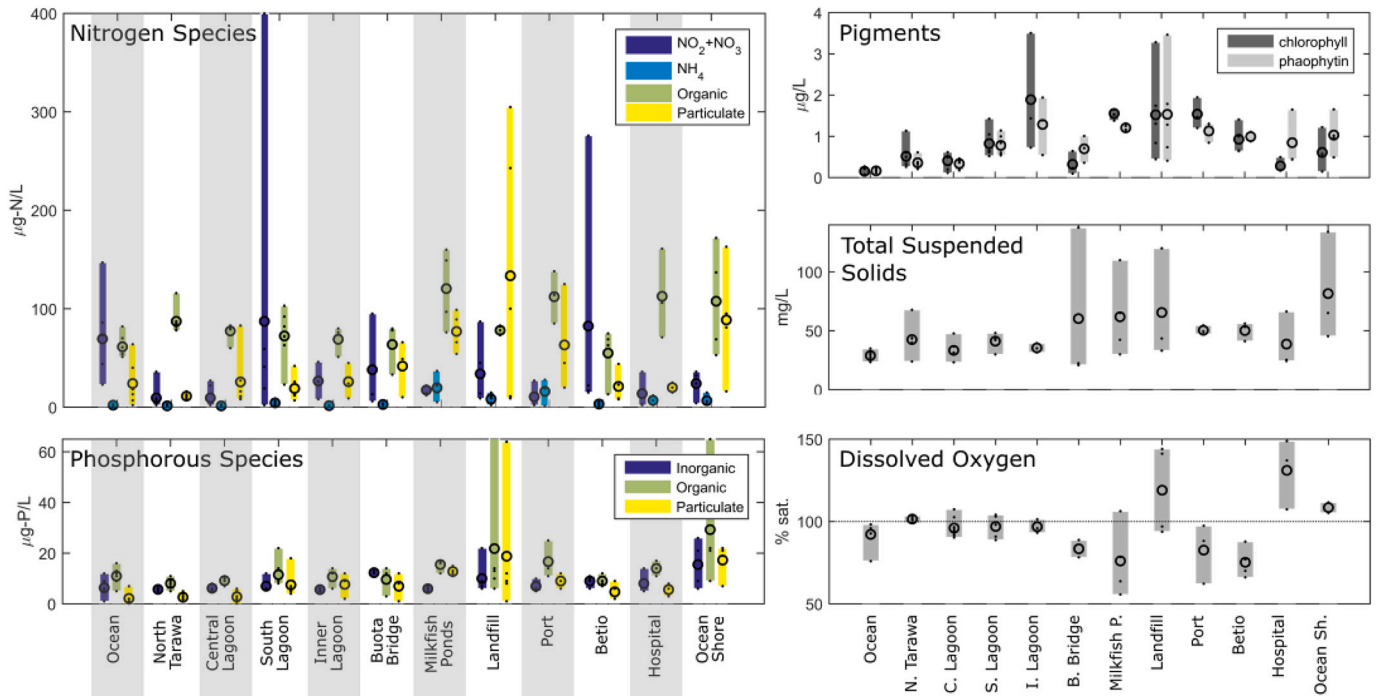 Nitrogen Species
NO2+NO3
NH4
Organic
Particulate
400
300
200
100
0
µg-N/L
Phosphorous Species
Inorganic
Organic
Particulate
60
40
20
0
µg-P/L
Ocean
North
Tarawa
Central
Lagoon
South
Lagoon
Inner
Lagoon
Buota
Bridge
Milkfish
Ponds
Landfill
Port
Betio
Hospital
Ocean
Shore
Pigments
chlorophyll
phaophytin
4
3
2
1
0
µg/L
Total Suspended
Solids
100
50
0
mg/L
Dissolved Oxygen
150
100
50
% sat.
Ocean
N. Tarawa
C. Lagoon
S. Lagoon
I. Lagoon
B. Bridge
Milkfish P.
Landfill
Port
Betio
Hospital
Ocean Sh.